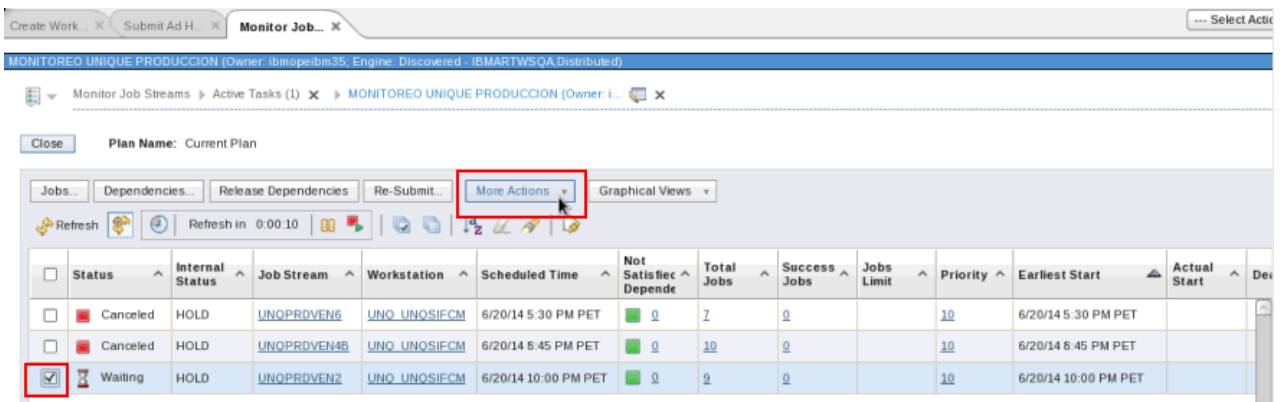 Create Work... Submit Ad H... Monitor Job... --- Select Actio
MONITOREO UNIQUE PRODUCCION (Owner: ibmopeibm35; Engine: Discovered - IBMARTWSQA,Distributed)
Monitor Job Streams Active Tasks (1) MONITOREO UNIQUE PRODUCCION (Owner: i...
Close Plan Name: Current Plan
Jobs... Dependencies... Release Dependencies Re-Submit... More Actions Graphical Views
Refresh Refresh in 0:00:10
Status Internal Status Job Stream Workstation Scheduled Time Not Satisfiec Depende Total Jobs Success Jobs Jobs Limit Priority Earliest Start Actual Start Dea
Canceled HOLD UNQPRDVEN6 UNQ_UNQSIFCM 6/20/14 5:30 PM PET 0 7 0 10 6/20/14 5:30 PM PET
Canceled HOLD UNQPRDVEN4B UNQ_UNQSIFCM 6/20/14 8:45 PM PET 0 10 0 10 6/20/14 8:45 PM PET
Waiting HOLD UNQPRDVEN2 UNQ_UNQSIFCM 6/20/14 10:00 PM PET 0 9 0 10 6/20/14 10:00 PM PET